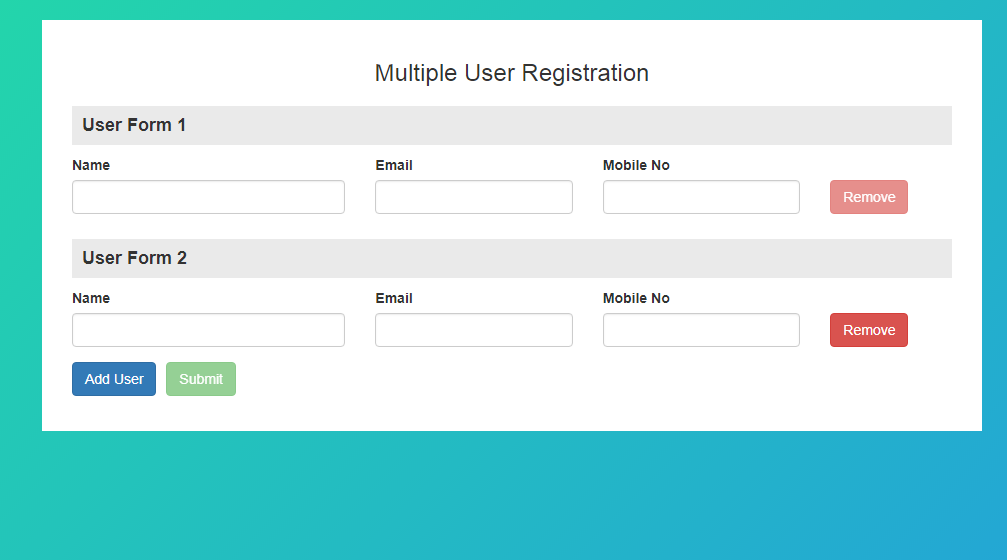 Multiple User Registration
User Form 1
Name Email Mobile No
Remove
User Form 2
Name Email Mobile No
Remove
Add User Submit